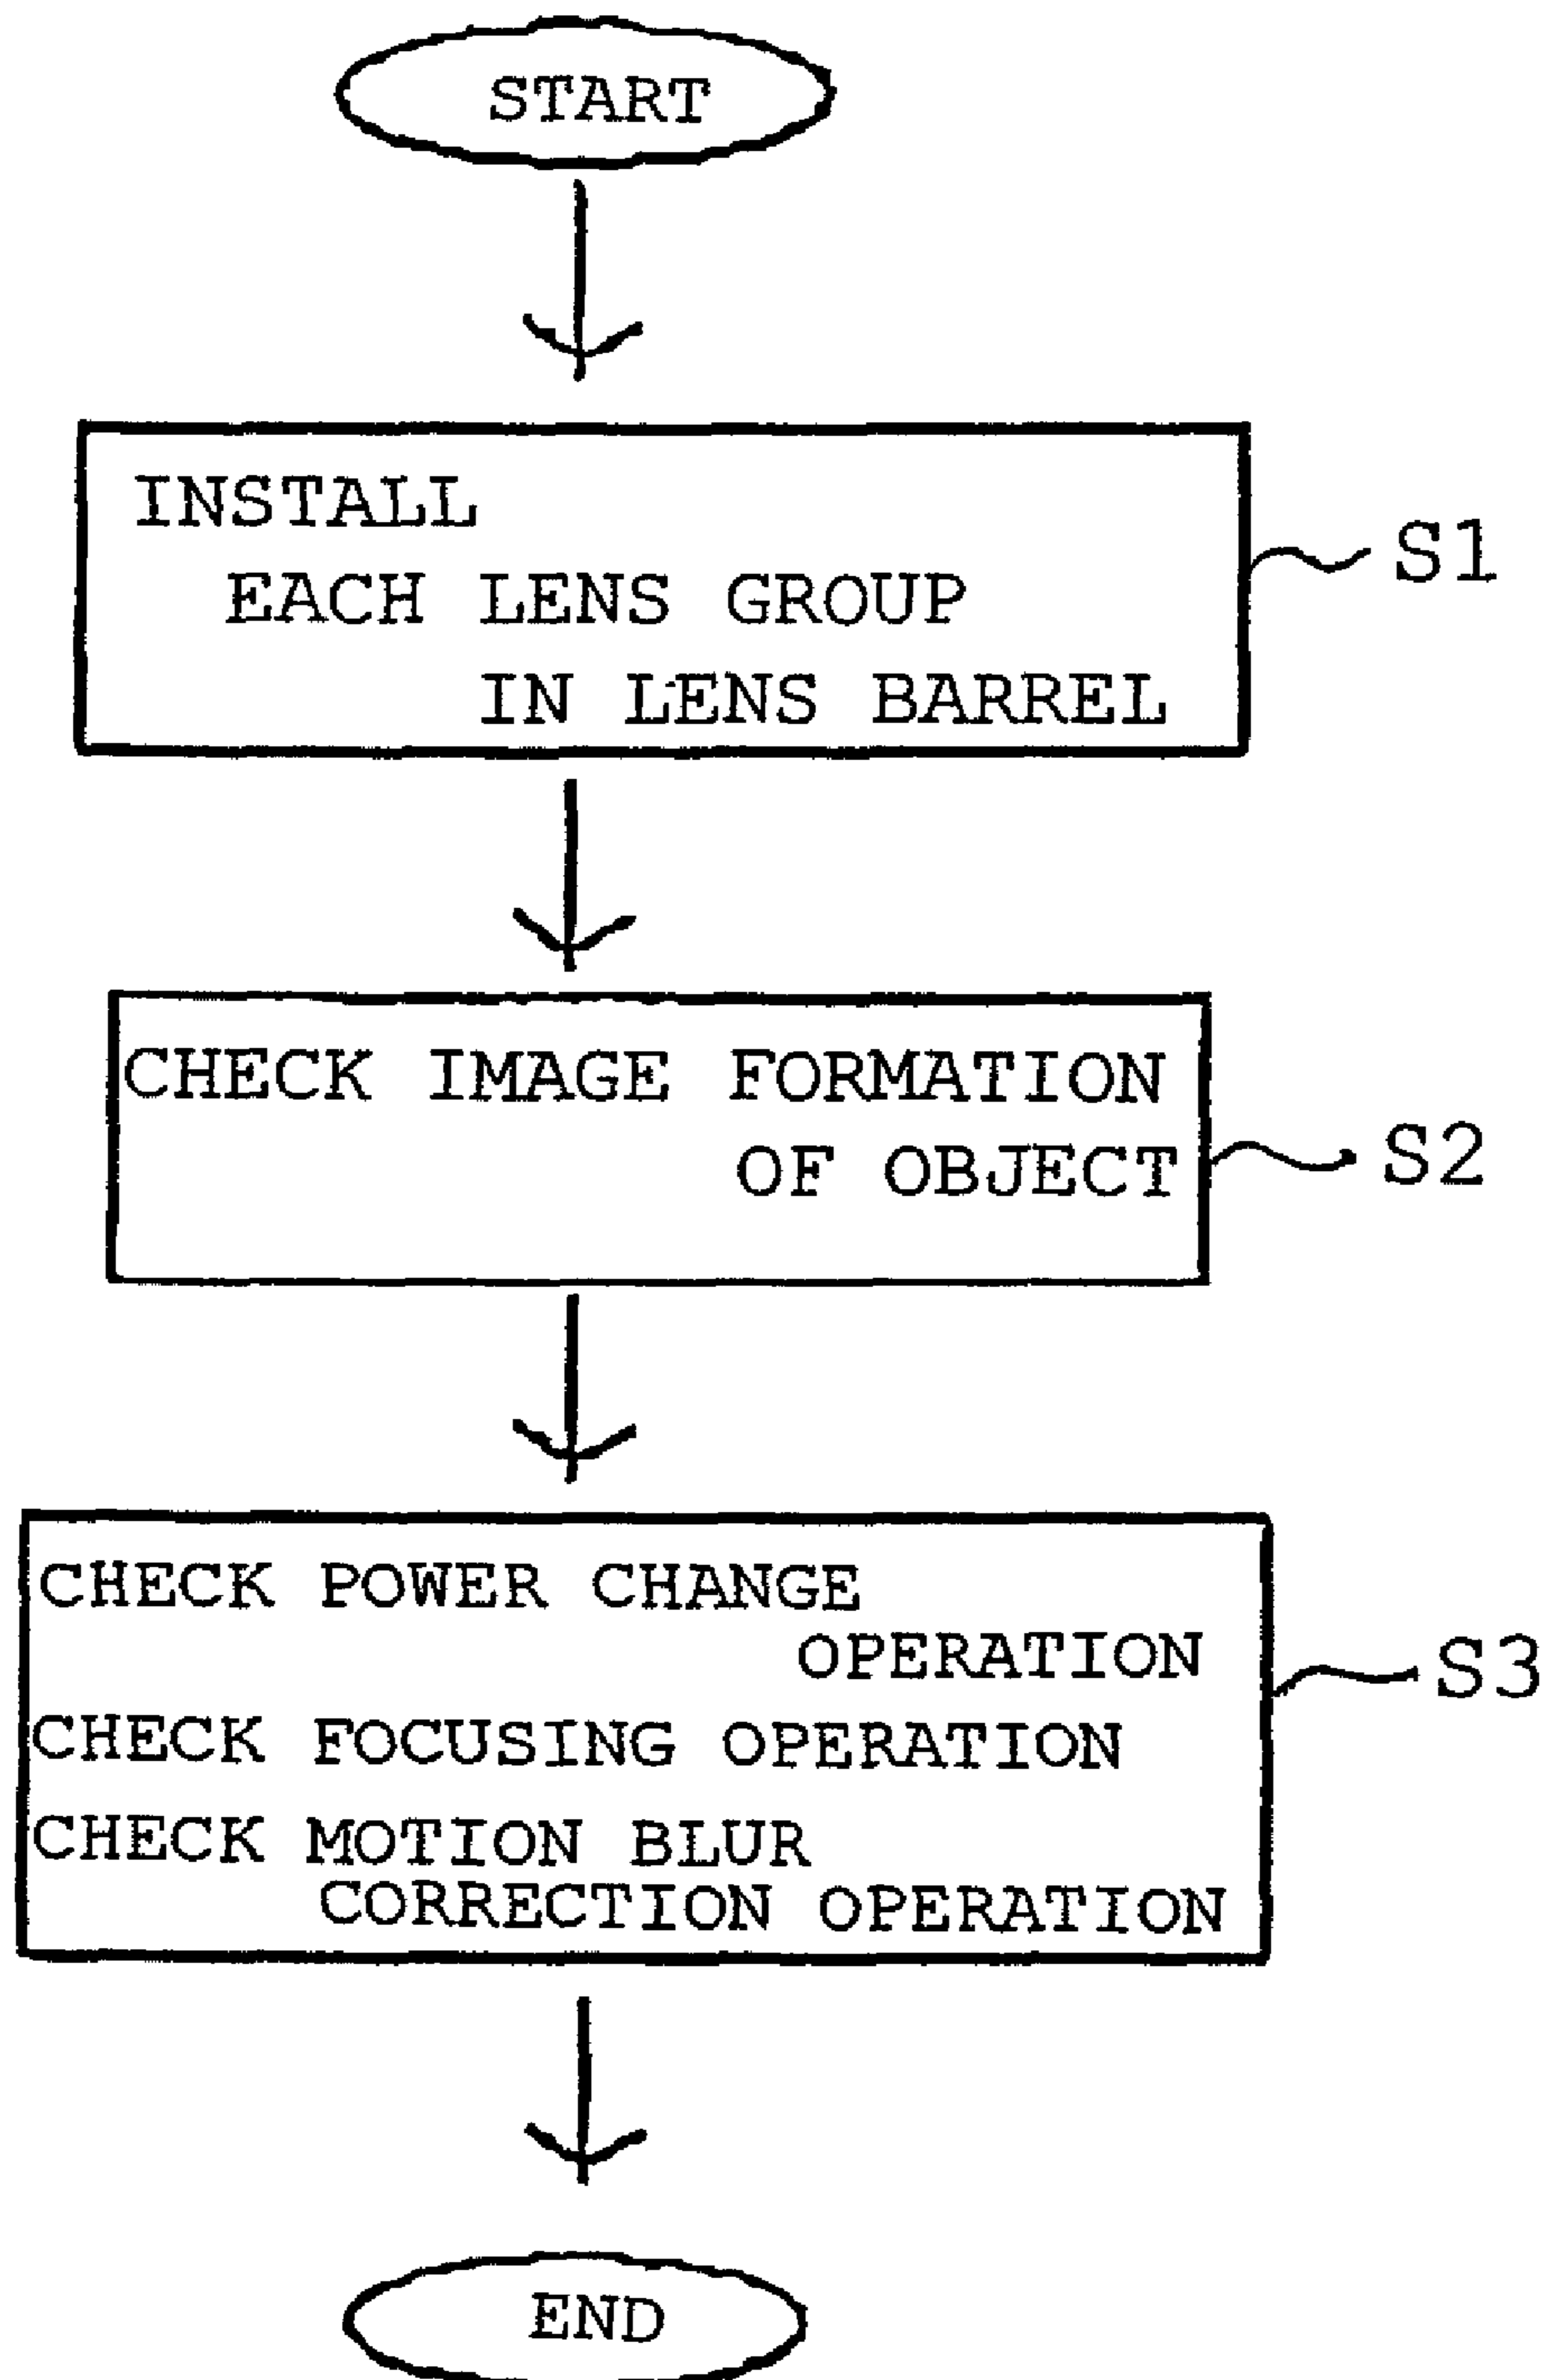 START
INSTALL
EACH LENS GROUP
IN LENS BARREL
S1
CHECK IMAGE FORMATION
OF OBJECT
S2
CHECK POWER CHANGE
OPERATION
CHECK FOCUSING OPERATION
CHECK MOTION BLUR
CORRECTION OPERATION
S3
END